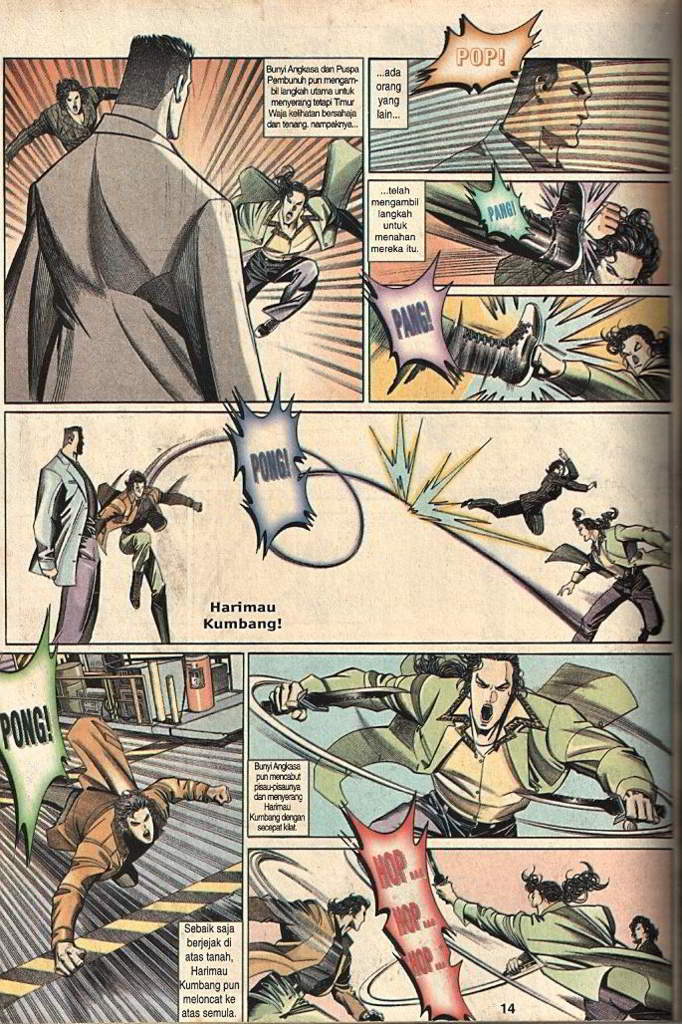 Bunyi Angkasa dan Puspa
Pembunuh pun mengam-
bil langkah utama untuk
menyerang tetapi Timur
Waja kelihatan bersahaja
dan tenang. nampaknya...
POP!
...ada
orang
yang
lain...
...telah
mengambil
langkah
untuk
menahan
mereka itu.
PANG!
PANG!
PONG!
Harimau
Kumbang!
PONG!
Sebaik saja
berjejak di
atas tanah,
Harimau
Kumbang pun
meloncat ke
atas semula.
Bunyi Angkasa
pun mencabut
pisau-pisaunya
dan menyerang
Harimau
Kumbang dengan
secepat kilat.
HOP...
HOP...
HOP...
14